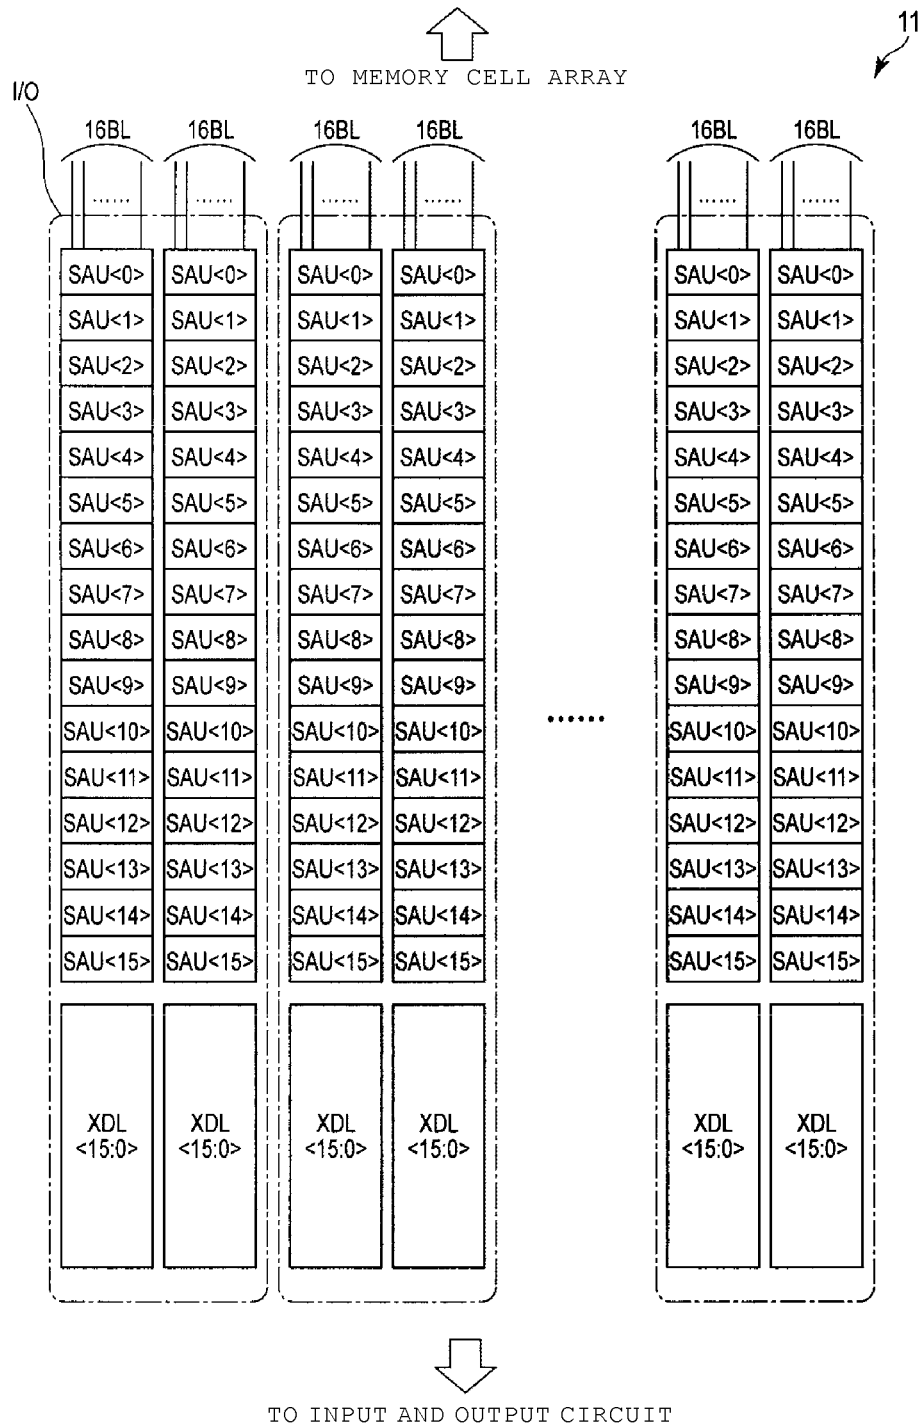 11
TO MEMORY CELL ARRAY
I/O
16BL 16BL 16BL 16BL 16BL 16BL
SAU<0> SAU<0> SAU<0> SAU<0> SAU<0> SAU<0>
SAU<1> SAU<1> SAU<1> SAU<1> SAU<1> SAU<1>
SAU<2> SAU<2> SAU<2> SAU<2> SAU<2> SAU<2>
SAU<3> SAU<3> SAU<3> SAU<3> SAU<3> SAU<3>
SAU<4> SAU<4> SAU<4> SAU<4> SAU<4> SAU<4>
SAU<5> SAU<5> SAU<5> SAU<5> SAU<5> SAU<5>
SAU<6> SAU<6> SAU<6> SAU<6> SAU<6> SAU<6>
SAU<7> SAU<7> SAU<7> SAU<7> SAU<7> SAU<7>
SAU<8> SAU<8> SAU<8> SAU<8> SAU<8> SAU<8>
SAU<9> SAU<9> SAU<9> SAU<9> SAU<9> SAU<9>
SAU<10> SAU<10> SAU<10> SAU<10> SAU<10> SAU<10>
SAU<11> SAU<11> SAU<11> SAU<11> SAU<11> SAU<11>
SAU<12> SAU<12> SAU<12> SAU<12> SAU<12> SAU<12>
SAU<13> SAU<13> SAU<13> SAU<13> SAU<13> SAU<13>
SAU<14> SAU<14> SAU<14> SAU<14> SAU<14> SAU<14>
SAU<15> SAU<15> SAU<15> SAU<15> SAU<15> SAU<15>
XDL XDL XDL XDL XDL XDL
<15:0> <15:0> <15:0> <15:0> <15:0> <15:0>
TO INPUT AND OUTPUT CIRCUIT